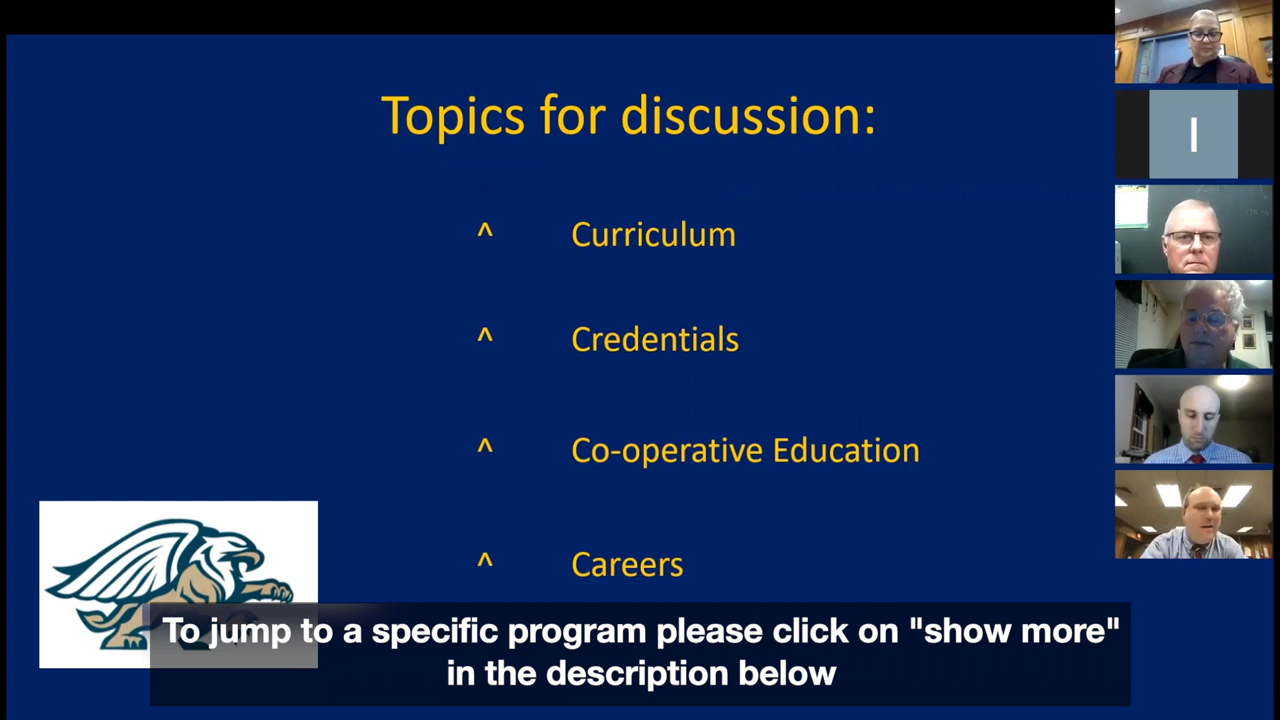 Topics for discussion:
^ Curriculum
^ Credentials
^ Co-operative Education
^ Careers
To jump to a specific program please click on "show more"
in the description below
I